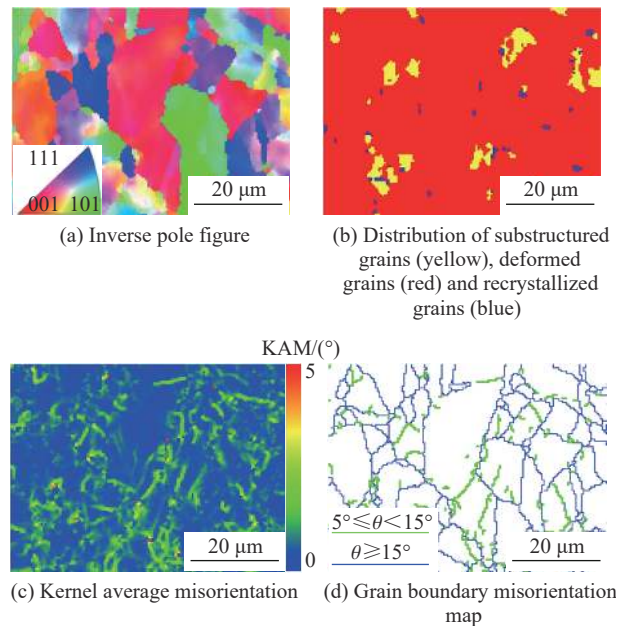 111
001 101
20 μm
20 μm
(a) Inverse pole figure
(b) Distribution of substructured
grains (yellow), deformed
grains (red) and recrystallized
grains (blue)
KAM/(°)
5
0
20 μm
5°≤θ<15°
θ≥15°
20 μm
(c) Kernel average misorientation
(d) Grain boundary misorientation
map